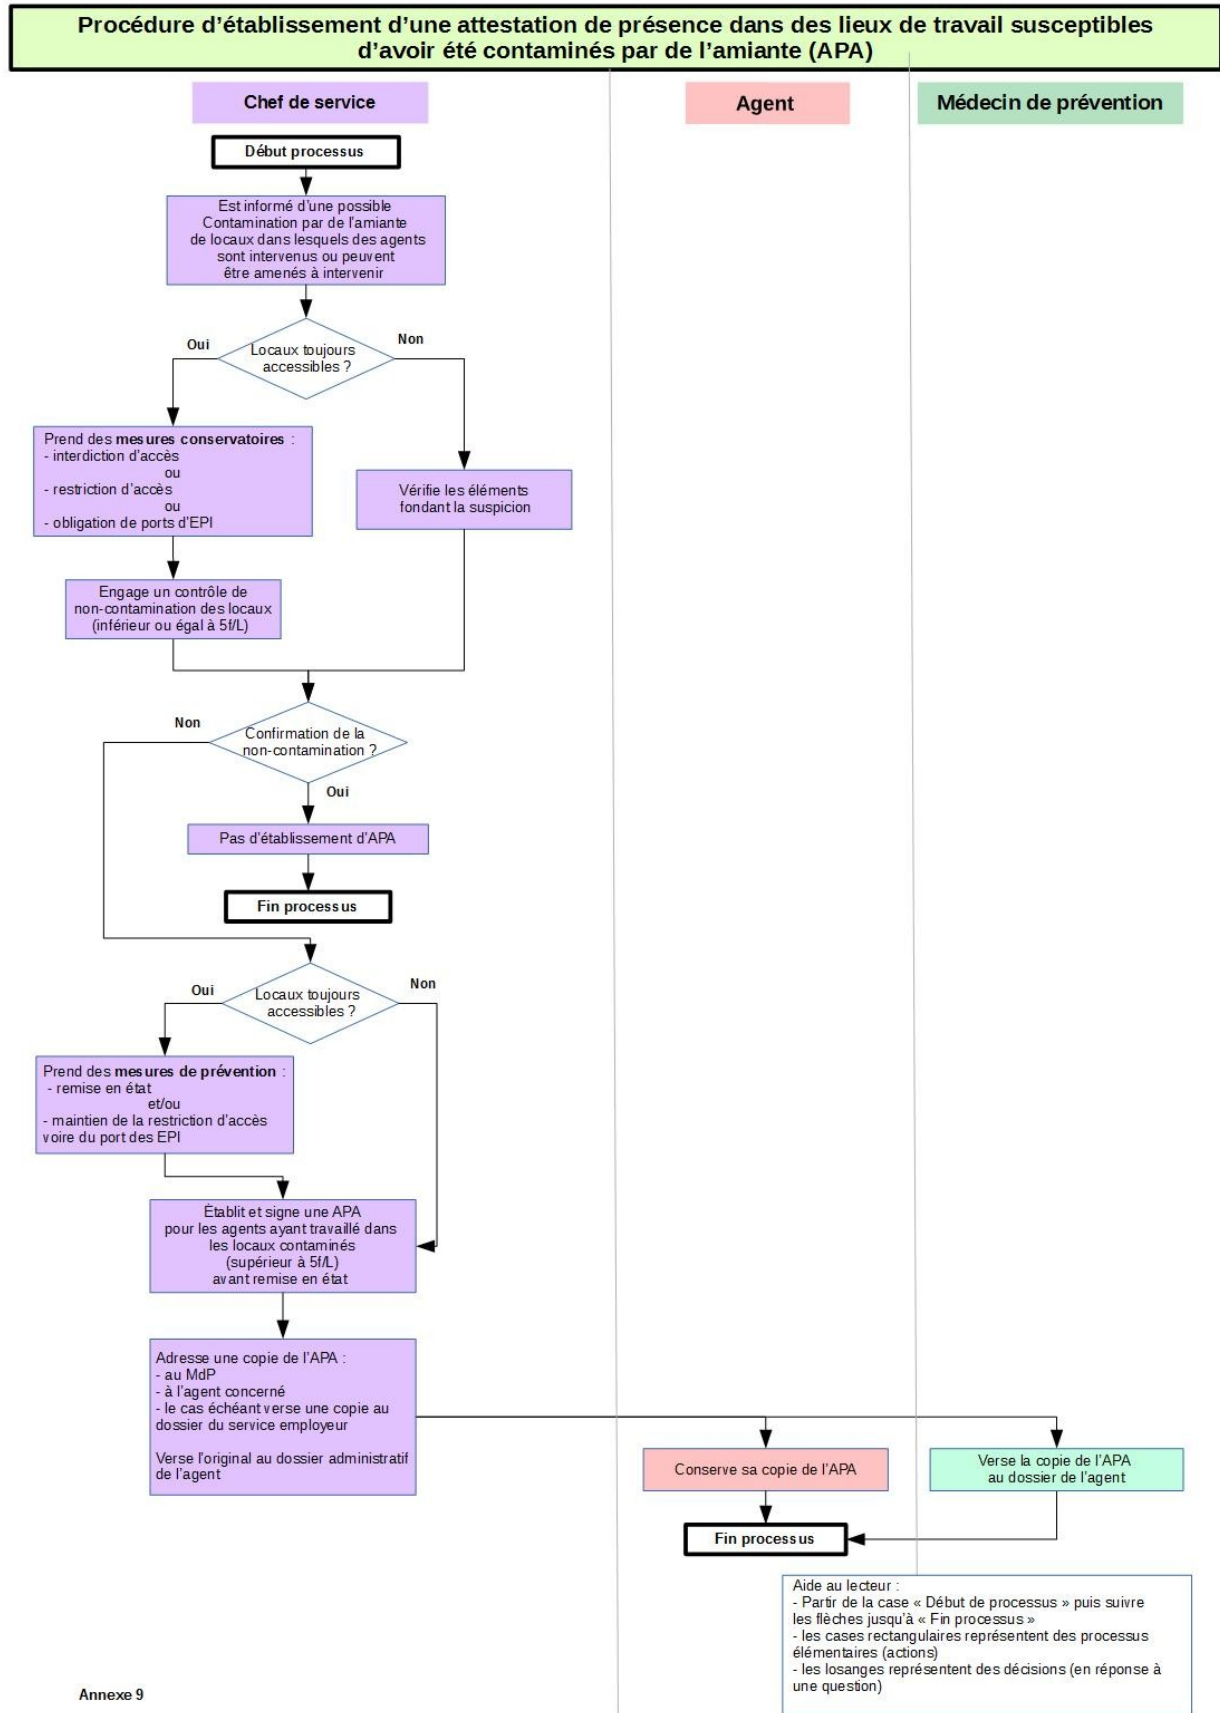 Procédure d'établissement d'une attestation de présence dans des lieux de travail susceptibles
d'avoir été contaminés par de l'amiante (APA)
Chef de service
Agent
Médecin de prévention
Début processus
Est informé d'une possible
Contamination par de l'amiante
de locaux dans lesquels des agents
sont intervenus ou peuvent
être amenés à intervenir
Oui
Non
Locaux toujours
accessibles ?
Prend des mesures conservatoires :
- interdiction d'accès
ou
- restriction d'accès
ou
- obligation de ports d'EPI
Vérifie les éléments
fondant la suspicion
Engage un contrôle de
non-contamination des locaux
(inférieur ou égal à 5f/L)
Non
Confirmation de la
non-contamination ?
Oui
Pas d'établissement d'APA
Fin processus
Oui
Non
Locaux toujours
accessibles ?
Prend des mesures de prévention :
- remise en état
et/ou
- maintien de la restriction d'accès
voire du port des EPI
Établit et signe une APA
pour les agents ayant travaillé dans
les locaux contaminés
(supérieur à 5f/L)
avant remise en état
Adresse une copie de l'APA :
- au MdP
- à l'agent concerné
- le cas échéant verse une copie au
dossier du service employeur
Verse l'original au dossier administratif
de l'agent
Conserve sa copie de l'APA
Verse la copie de l'APA
au dossier de l'agent
Fin processus
Aide au lecteur :
- Partir de la case « Début de processus » puis suivre
les flèches jusqu'à « Fin processus »
- les cases rectangulaires représentent des processus
élémentaires (actions)
- les losanges représentent des décisions (en réponse à
une question)
Annexe 9